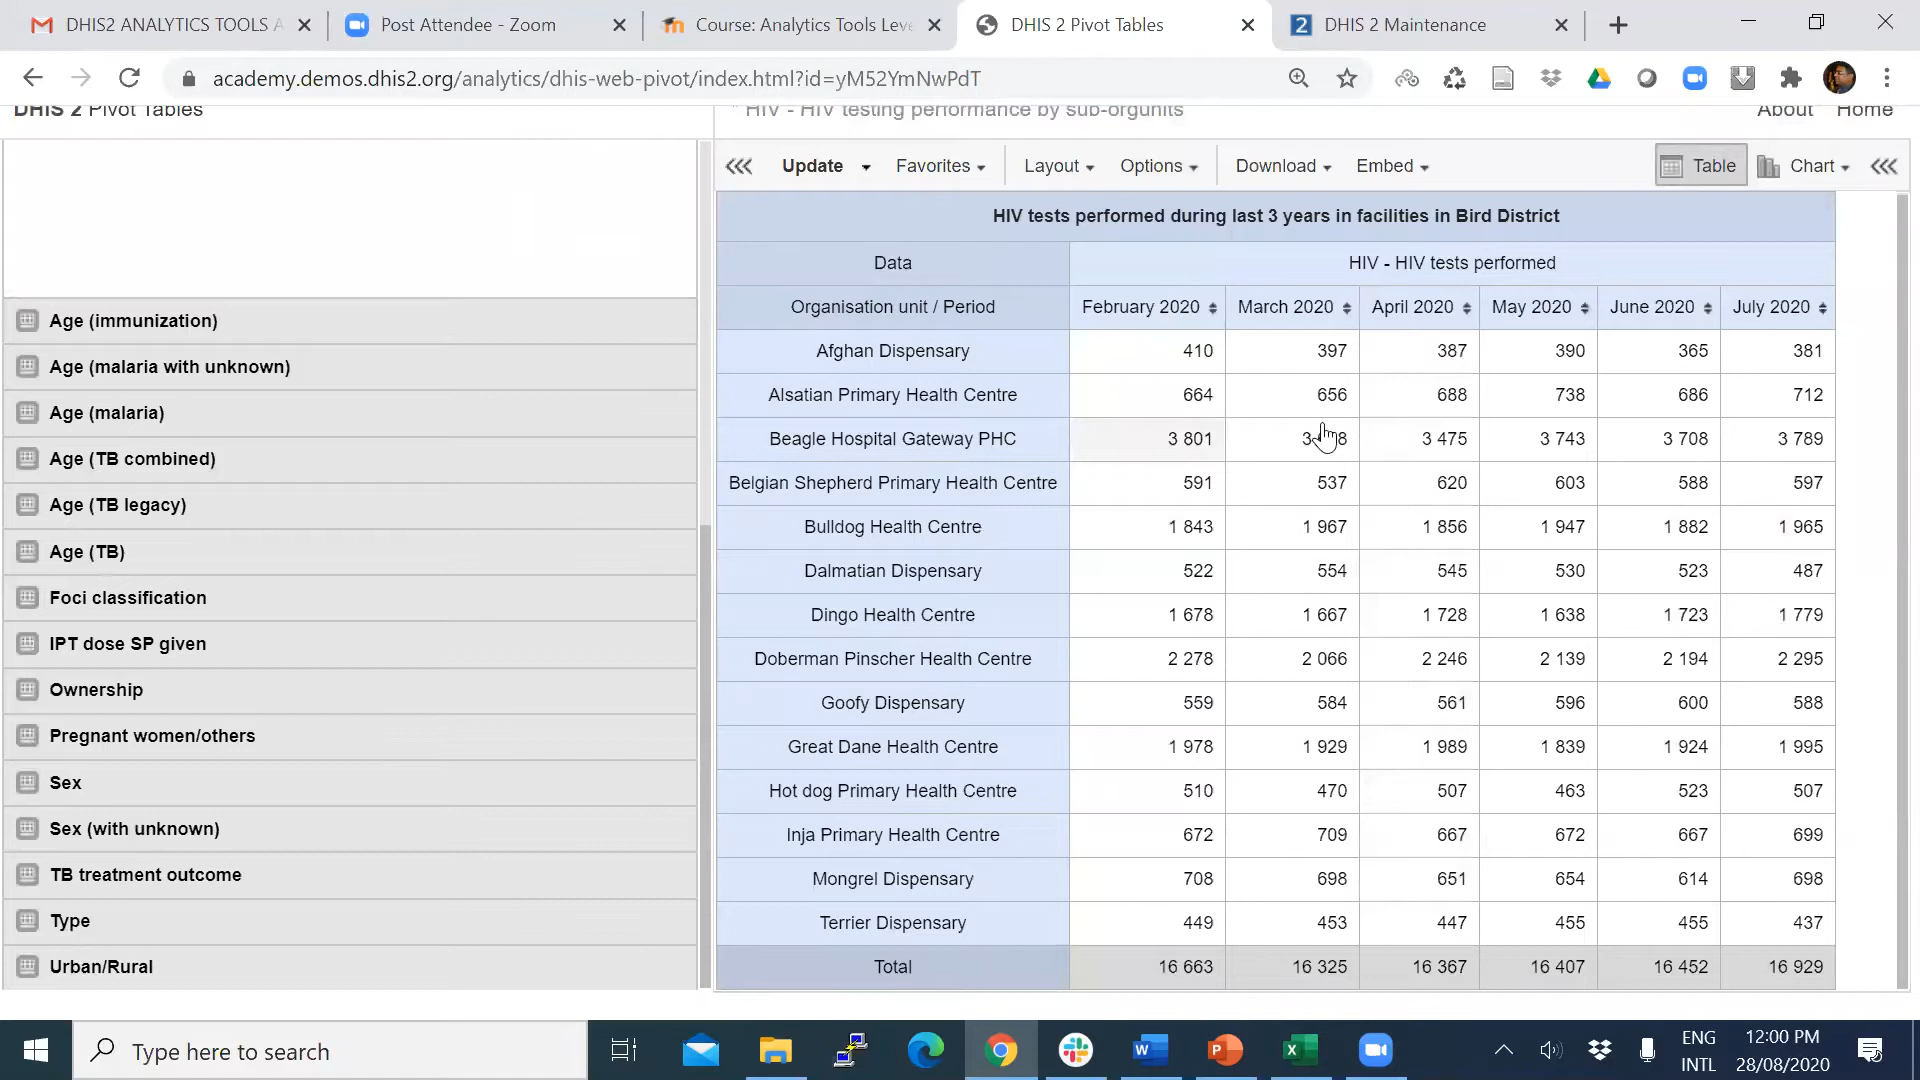 DHIS2 ANALYTICS TOOLS A
Post Attendee - Zoom
Course: Analytics Tools Leve
DHIS 2 Pivot Tables
DHIS 2 Maintenance
academy.demos.dhis2.org/analytics/dhis-web-pivot/index.html?id=yM52YmNwPdT
DHIS 2 Pivot Tables
* HIV - HIV testing performance by sub-orgunits
About Home
Update Favorites Layout Options Download Embed Table Chart
HIV tests performed during last 3 years in facilities in Bird District
Data HIV - HIV tests performed
Organisation unit / Period February 2020 March 2020 April 2020 May 2020 June 2020 July 2020
Afghan Dispensary 410 397 387 390 365 381
Alsatian Primary Health Centre 664 656 688 738 686 712
Beagle Hospital Gateway PHC 3 801 3 475 3 743 3 708 3 789
Belgian Shepherd Primary Health Centre 591 537 620 603 588 597
Bulldog Health Centre 1 843 1 967 1 856 1 947 1 882 1 965
Dalmatian Dispensary 522 554 545 530 523 487
Dingo Health Centre 1 678 1 667 1 728 1 638 1 723 1 779
Doberman Pinscher Health Centre 2 278 2 066 2 246 2 139 2 194 2 295
Goofy Dispensary 559 584 561 596 600 588
Great Dane Health Centre 1 978 1 929 1 989 1 839 1 924 1 995
Hot dog Primary Health Centre 510 470 507 463 523 507
Inja Primary Health Centre 672 709 667 672 667 699
Mongrel Dispensary 708 698 651 654 614 698
Terrier Dispensary 449 453 447 455 455 437
Total 16 663 16 325 16 367 16 407 16 452 16 929
Age (immunization)
Age (malaria with unknown)
Age (malaria)
Age (TB combined)
Age (TB legacy)
Age (TB)
Foci classification
IPT dose SP given
Ownership
Pregnant women/others
Sex
Sex (with unknown)
TB treatment outcome
Type
Urban/Rural
Type here to search
ENG
INTL
12:00 PM
28/08/2020